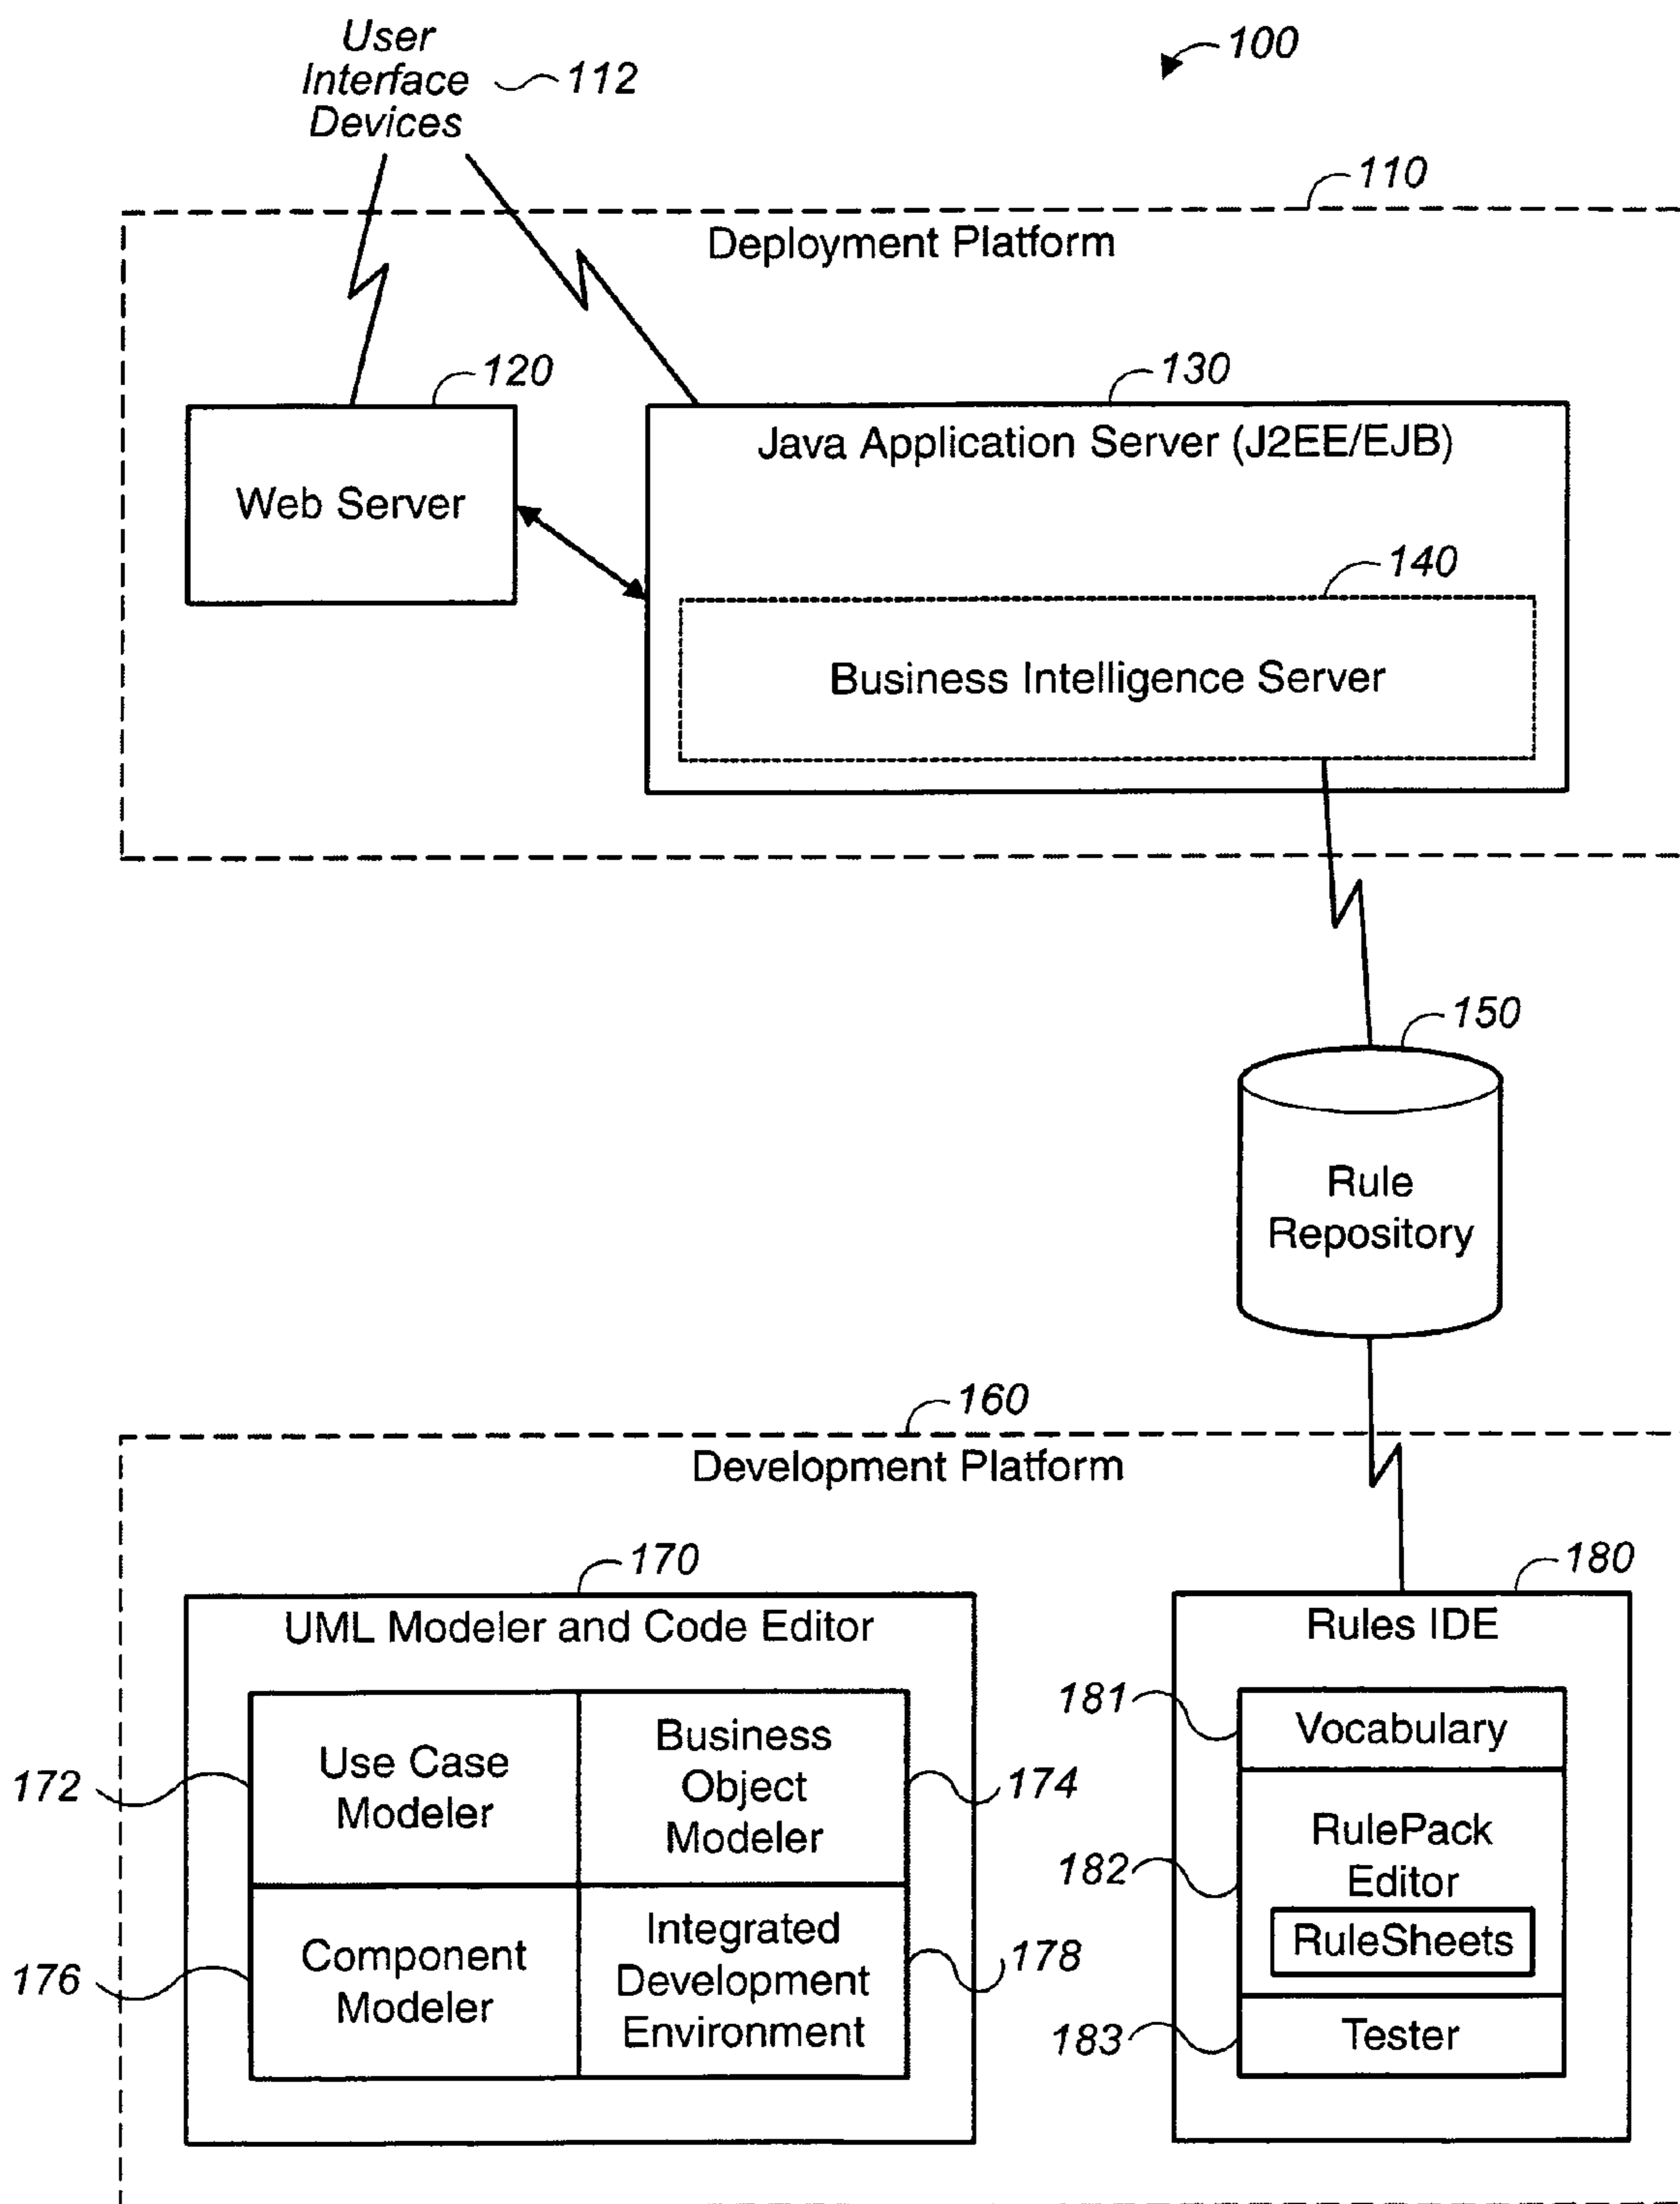 User
Interface
Devices
112
100
110
Deployment Platform
120
Web Server
130
Java Application Server (J2EE/EJB)
140
Business Intelligence Server
150
Rule
Repository
160
Development Platform
170
UML Modeler and Code Editor
172
Use Case
Modeler
Business
Object
Modeler
174
176
Component
Modeler
Integrated
Development
Environment
178
180
Rules IDE
181
Vocabulary
182
RulePack
Editor
RuleSheets
183
Tester